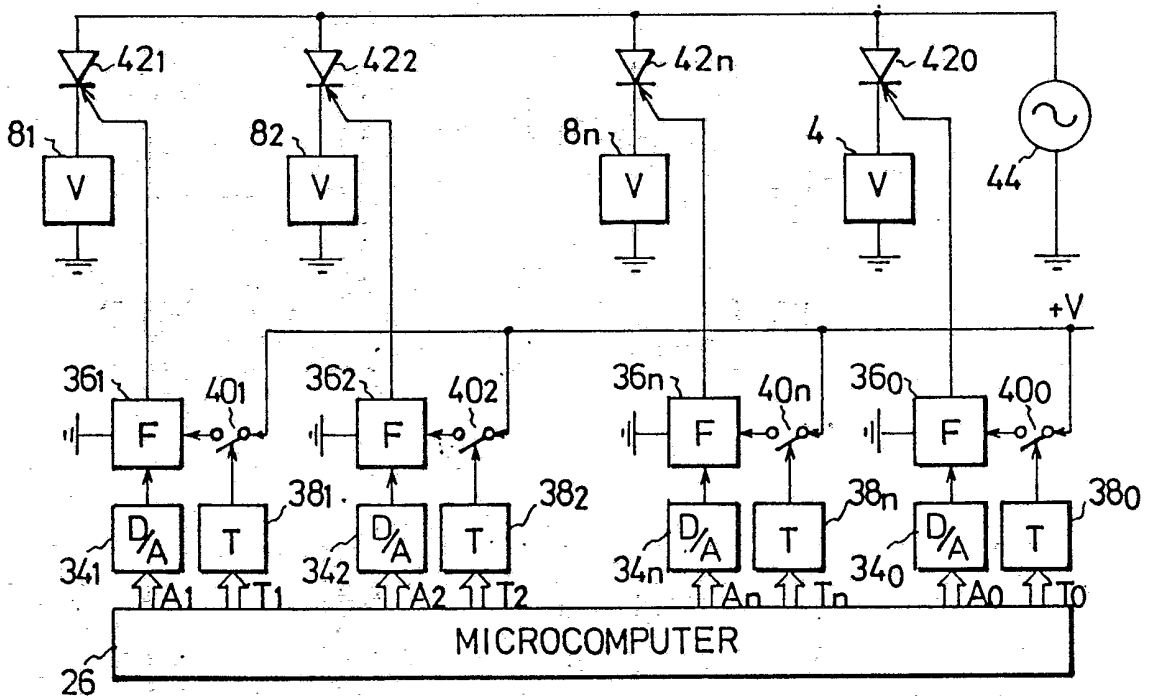 42₁ 42₂ 42n 42₀
8₁ 8₂ 8n 4 44
V V V V
+V
36₁ 40₁ 36₂ 40₂ 36n 40n 36₀ 40₀
F F F F
38₁ 38₂ 38n 38₀
D/A T D/A T D/A T D/A T
34₁ 34₂ 34n 34₀
A₁ T₁ A₂ T₂ An Tn A₀ T₀
MICROCOMPUTER
26